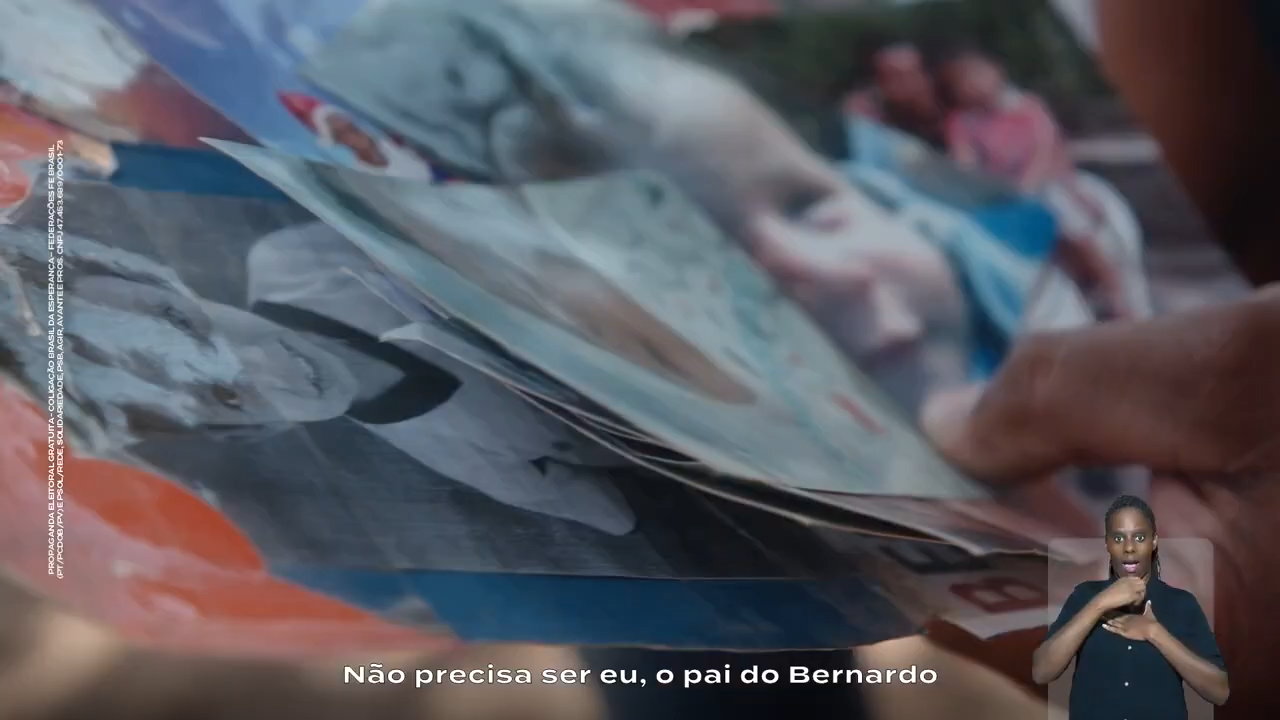 PROPAGANDA ELEITORAL GRATUITA - COLIGAÇÃO BRASIL DA ESPERANÇA - FEDERAÇÕES FE BRASIL
(PT/PCDOB/PV) E PSOL/REDE, SOLIDARIEDADE, PSB, AGIR, AVANTE E PROS. CNPJ 47.453.689/0001-73
Não precisa ser eu, o pai do Bernardo